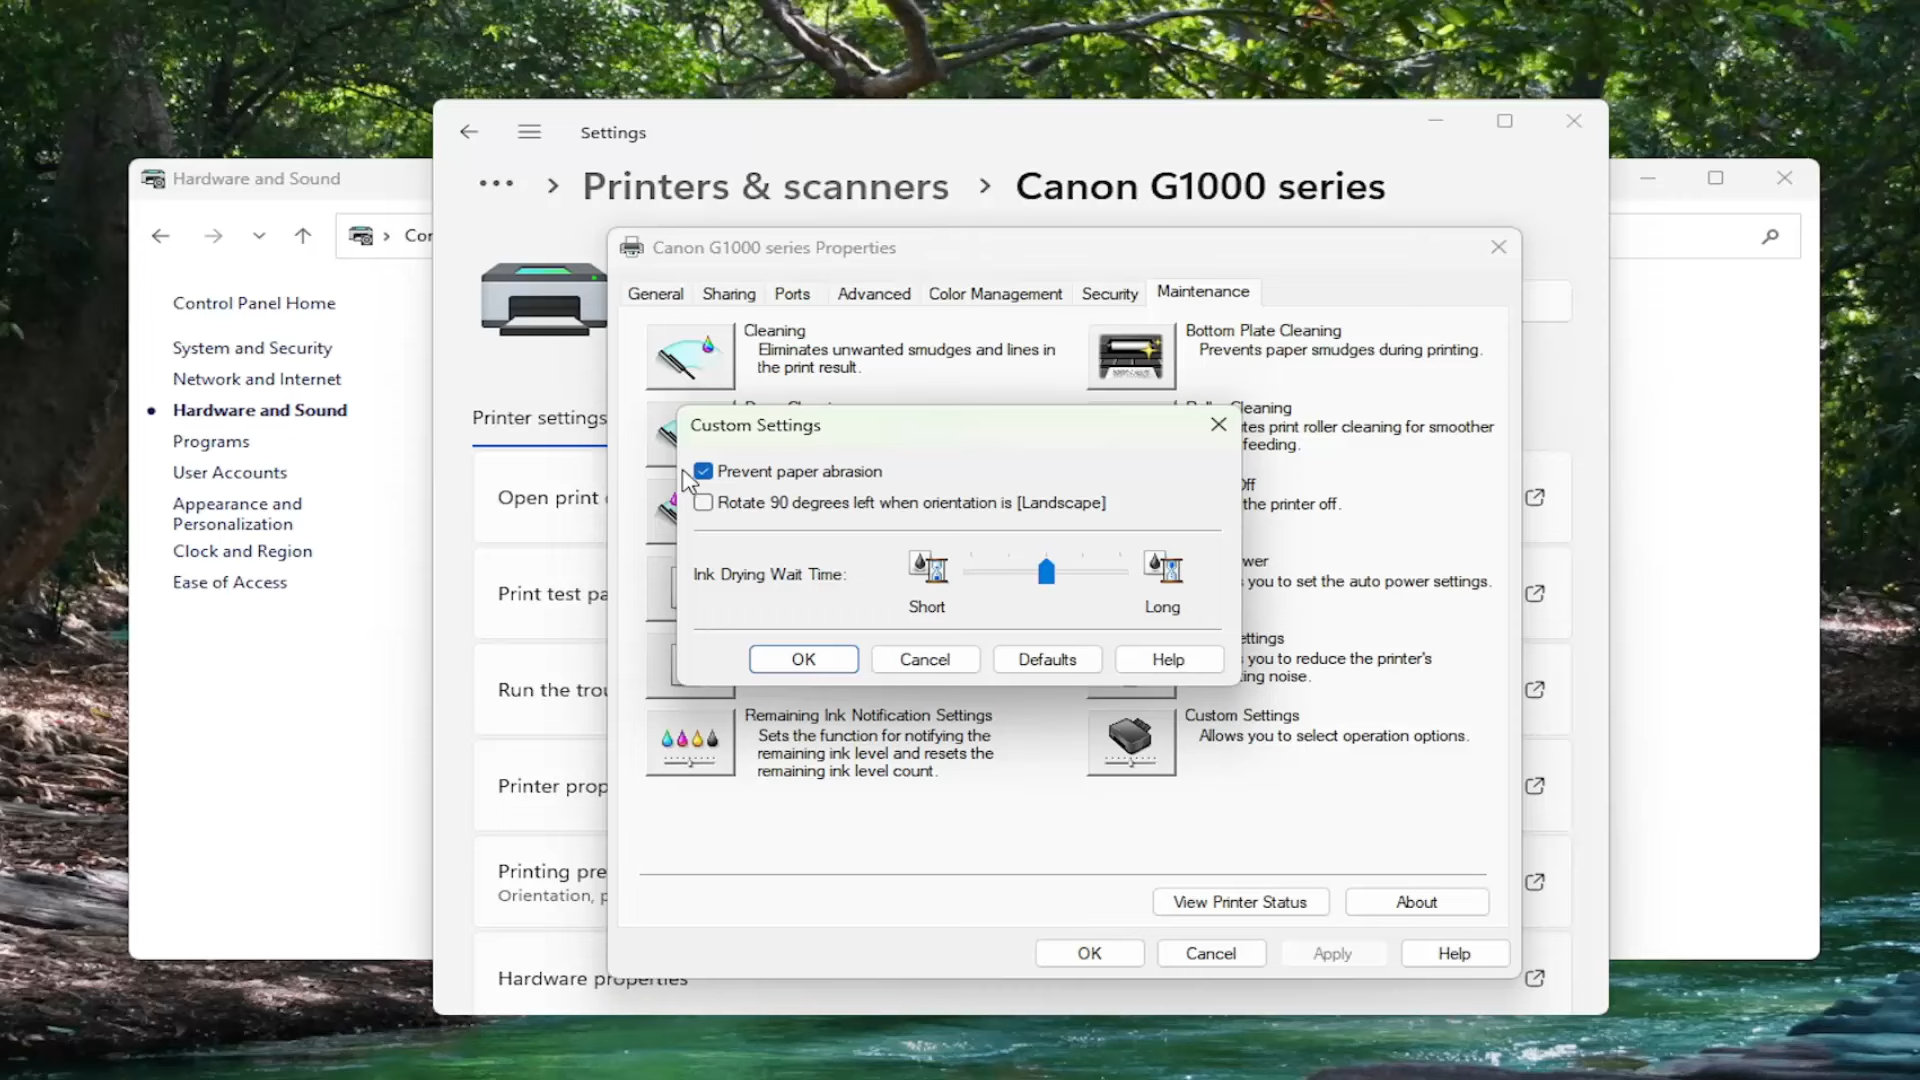 Settings
Printers & scanners > Canon G1000 series
Hardware and Sound
Control Panel Home
System and Security
Network and Internet
Hardware and Sound
Programs
User Accounts
Appearance and
Personalization
Clock and Region
Ease of Access
Printer settings
Open print
Print test pa
Run the trou
Printer prop
Printing pre
Orientation, p
Hardware properties
Canon G1000 series Properties
General
Sharing
Ports
Advanced
Color Management
Security
Maintenance
Cleaning
Eliminates unwanted smudges and lines in
the print result.
Bottom Plate Cleaning
Prevents paper smudges during printing.
Cleaning
tes print roller cleaning for smoother
feeding.
Off
the printer off.
wer
you to set the auto power settings.
ettings
you to reduce the printer's
ing noise.
Remaining Ink Notification Settings
Sets the function for notifying the
remaining ink level and resets the
remaining ink level count.
Custom Settings
Allows you to select operation options.
View Printer Status
About
OK
Cancel
Apply
Help
Custom Settings
Prevent paper abrasion
Rotate 90 degrees left when orientation is [Landscape]
Ink Drying Wait Time:
Short
Long
OK
Cancel
Defaults
Help